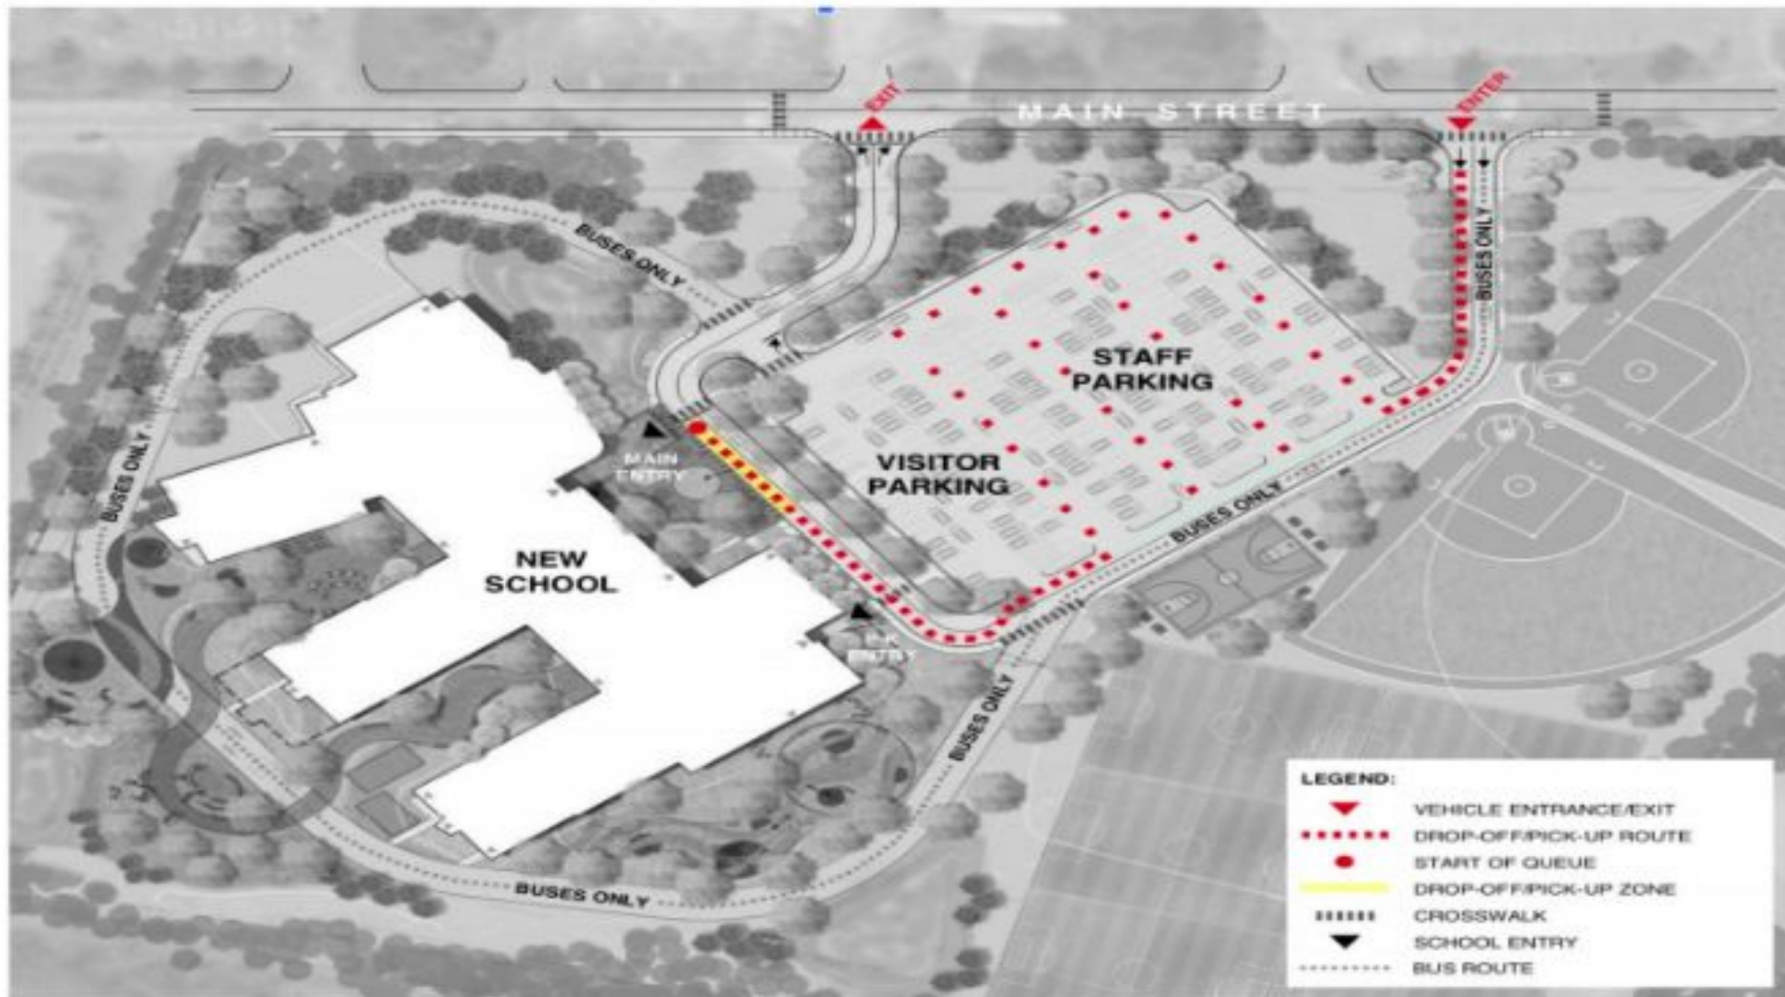 EXIT
MAIN STREET
ENTER
BUSES ONLY
BUSES ONLY
STAFF
PARKING
VISITOR
PARKING
MAIN
ENTRY
BUSES ONLY
BUSES ONLY
NEW
SCHOOL
ENTRY
BUSES ONLY
BUSES ONLY
LEGEND:
VEHICLE ENTRANCE/EXIT
DROP-OFF/PICK-UP ROUTE
START OF QUEUE
DROP-OFF/PICK-UP ZONE
CROSSWALK
SCHOOL ENTRY
BUS ROUTE